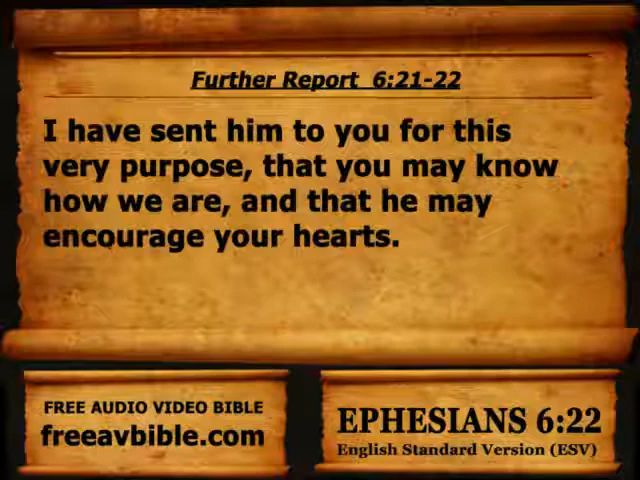 Further Report 6:21-22
I have sent him to you for this
very purpose, that you may know
how we are, and that he may
encourage your hearts.
FREE AUDIO VIDEO BIBLE
freeavbible.com
EPHESIANS 6:22
English Standard Version (ESV)